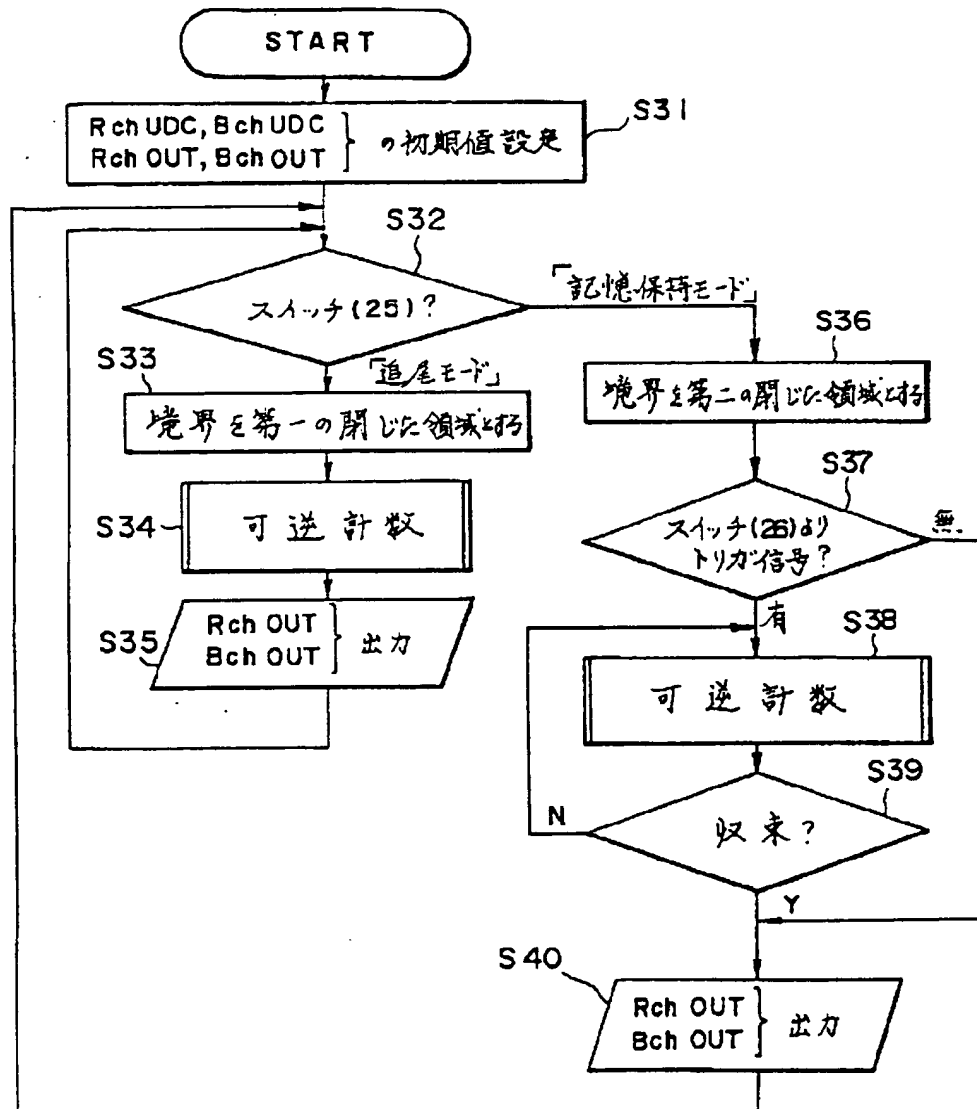 START
Rch UDC, Bch UDC
Rch OUT, Bch OUT
の初期値設定
S31
S32
スイッチ(25)?
「記憶保持モード」
「追尾モード」
S33
境界を第一の閉じた領域とする
S34
可逆計数
S35
Rch OUT
Bch OUT
出力
S36
境界を第二の閉じた領域とする
S37
スイッチ(26)より
トリガ信号?
無
有
S38
可逆計数
S39
収束?
N
Y
S40
Rch OUT
Bch OUT
出力